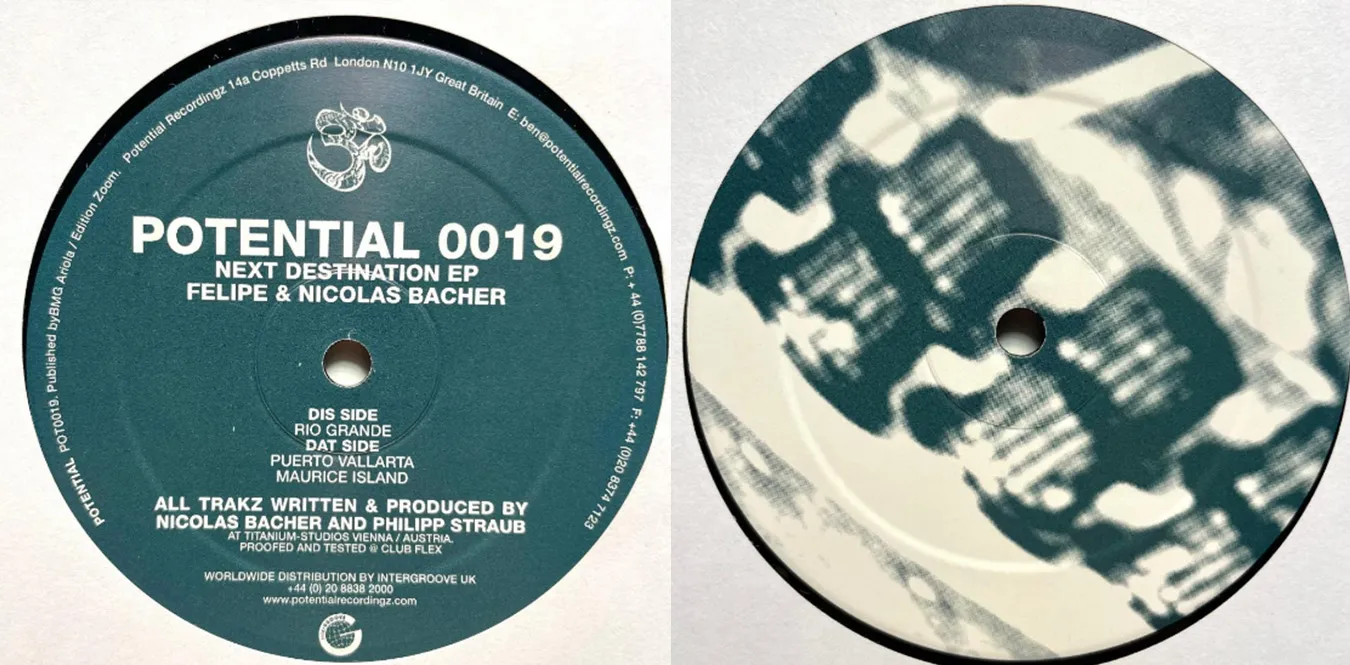 POTENTIAL POT0019. Published byBMG Ariola / Edition Zoom. Potential Recordingz 14a Coppetts Rd London N10 1JY Great Britain E: ben@potentialrecordingz.com P: + 44 (0)7788 142 797 F: +44 (0)20 8374 7123
POTENTIAL 0019
NEXT DESTINATION EP
FELIPE & NICOLAS BACHER
DIS SIDE
RIO GRANDE
DAT SIDE
PUERTO VALLARTA
MAURICE ISLAND
ALL TRAKZ WRITTEN & PRODUCED BY
NICOLAS BACHER AND PHILIPP STRAUB
AT TITANIUM-STUDIOS VIENNA / AUSTRIA.
PROOFED AND TESTED @ CLUB FLEX
WORLDWIDE DISTRIBUTION BY INTERGROOVE UK
+44 (0) 20 8838 2000
www.potentialrecordingz.com